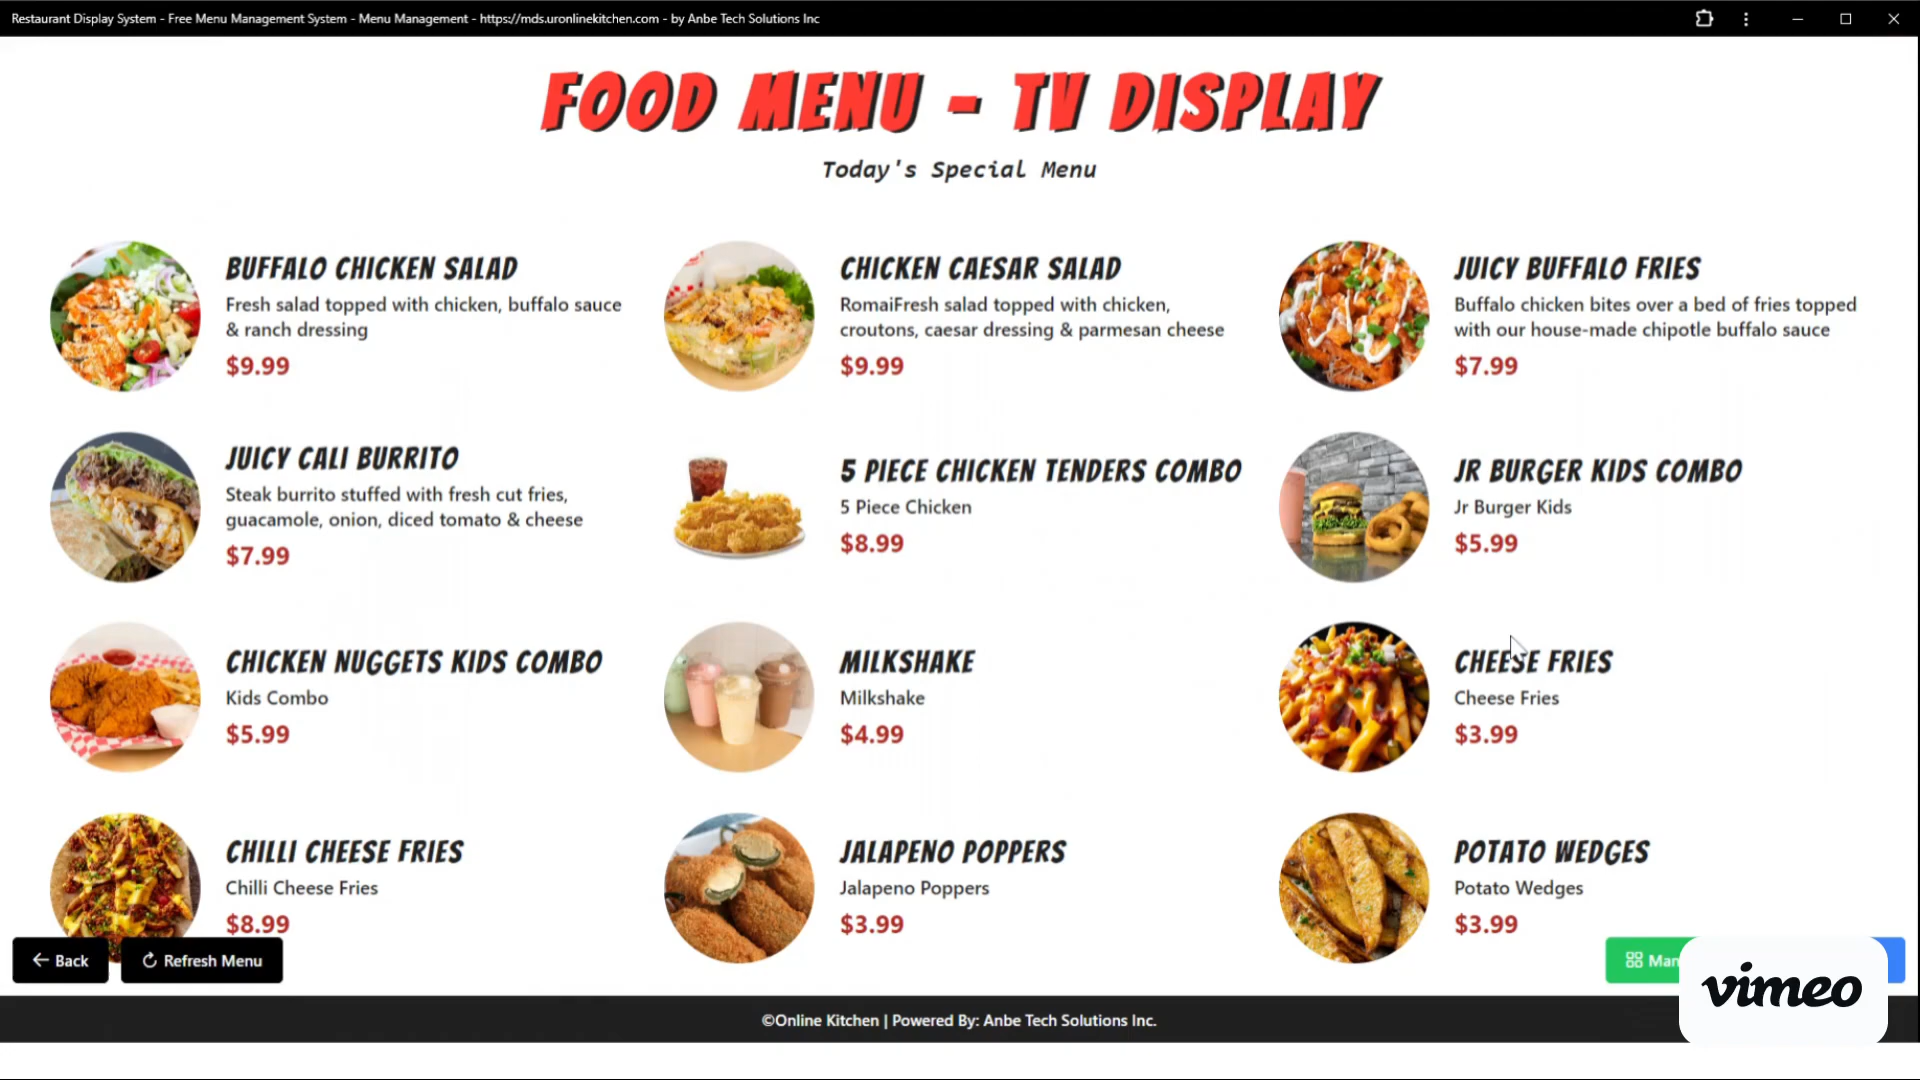 Restaurant Display System - Free Menu Management System - Menu Management - https://mds.uronlinekitchen.com - by Anbe Tech Solutions Inc
FOOD MENU - TV DISPLAY
Today's Special Menu
BUFFALO CHICKEN SALAD
Fresh salad topped with chicken, buffalo sauce
& ranch dressing
$9.99
CHICKEN CAESAR SALAD
RomaiFresh salad topped with chicken,
croutons, caesar dressing & parmesan cheese
$9.99
JUICY BUFFALO FRIES
Buffalo chicken bites over a bed of fries topped
with our house-made chipotle buffalo sauce
$7.99
JUICY CALI BURRITO
Steak burrito stuffed with fresh cut fries,
guacamole, onion, diced tomato & cheese
$7.99
5 PIECE CHICKEN TENDERS COMBO
5 Piece Chicken
$8.99
JR BURGER KIDS COMBO
Jr Burger Kids
$5.99
CHICKEN NUGGETS KIDS COMBO
Kids Combo
$5.99
MILKSHAKE
Milkshake
$4.99
CHEESE FRIES
Cheese Fries
$3.99
CHILLI CHEESE FRIES
Chilli Cheese Fries
$8.99
JALAPENO POPPERS
Jalapeno Poppers
$3.99
POTATO WEDGES
Potato Wedges
$3.99
Back
Refresh Menu
vimeo
©Online Kitchen | Powered By: Anbe Tech Solutions Inc.